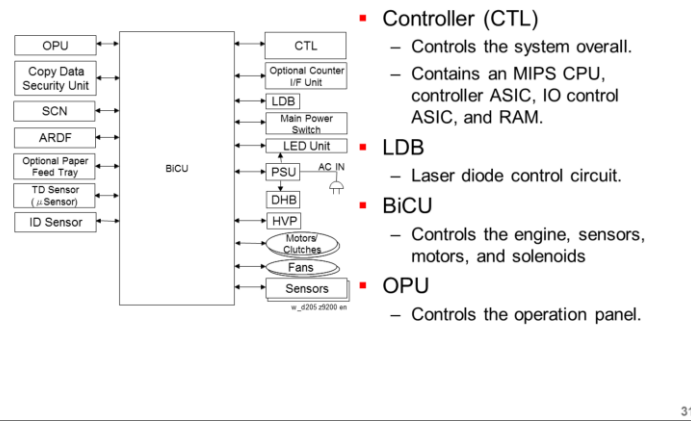 OPU
Copy Data
Security Unit
SCN
ARDF
Optional Paper
Feed Tray
TD Sensor
(μSensor)
ID Sensor
BiCU
CTL
Optional Counter
I/F Unit
LDB
Main Power
Switch
LED Unit
PSU
AC IN
DHB
HVP
Motors/
Clutches
Fans
Sensors
w_d205 z9200 en
Controller (CTL)
– Controls the system overall.
– Contains an MIPS CPU,
controller ASIC, IO control
ASIC, and RAM.
LDB
– Laser diode control circuit.
BiCU
– Controls the engine, sensors,
motors, and solenoids
OPU
– Controls the operation panel.
31